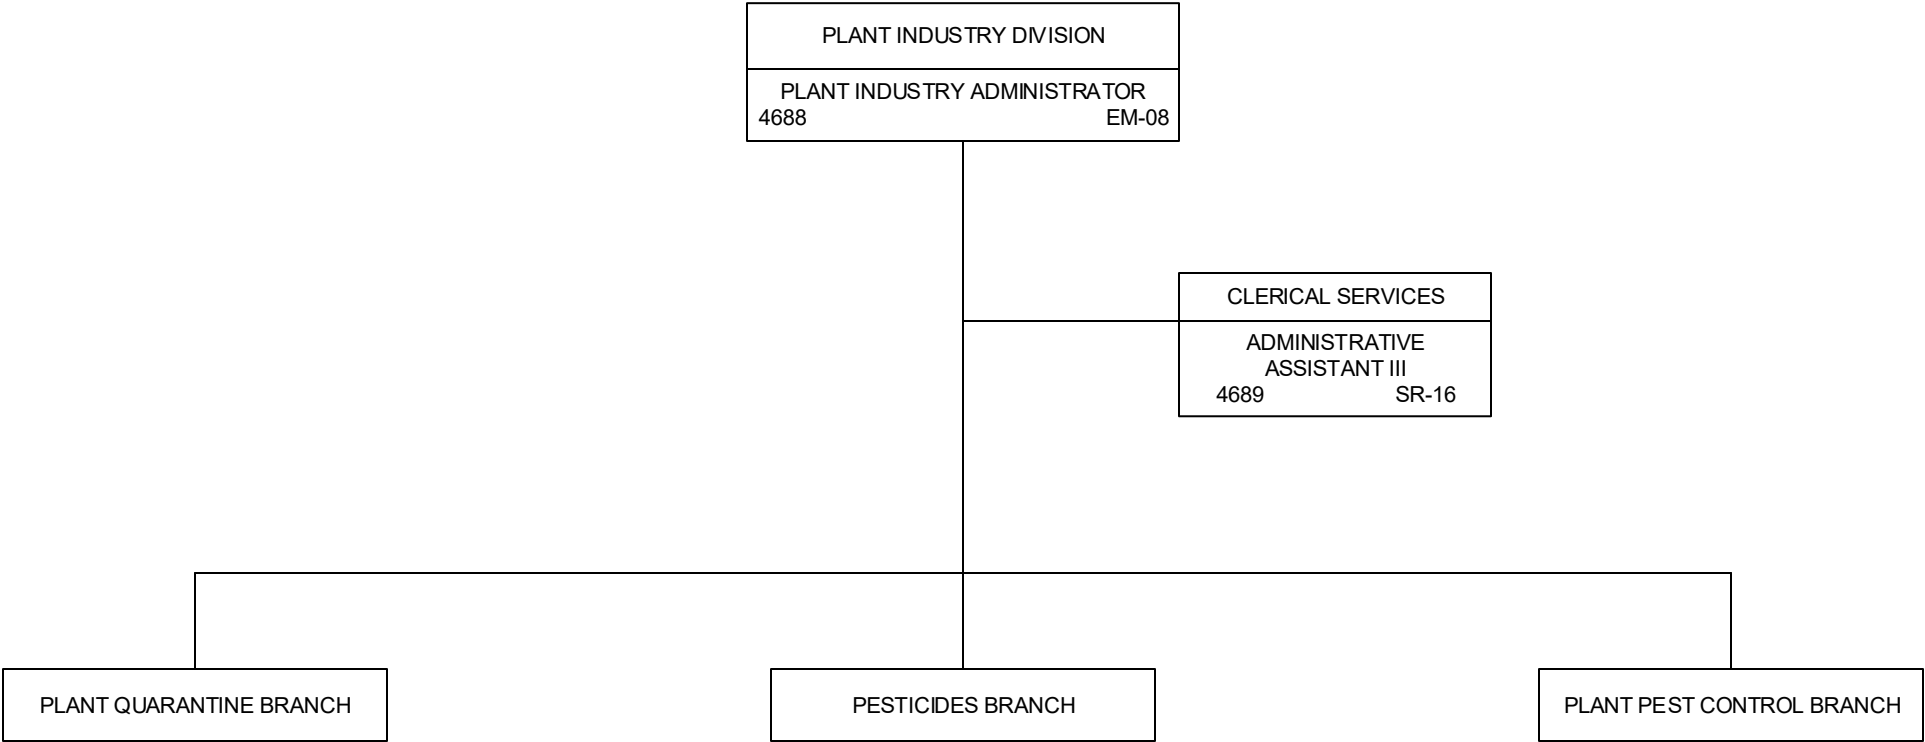 PLANT INDUSTRY DIVISION
PLANT INDUSTRY ADMINISTRATOR
4688 EM-08
CLERICAL SERVICES
ADMINISTRATIVE
ASSISTANT III
4689 SR-16
PLANT QUARANTINE BRANCH
PESTICIDES BRANCH
PLANT PEST CONTROL BRANCH